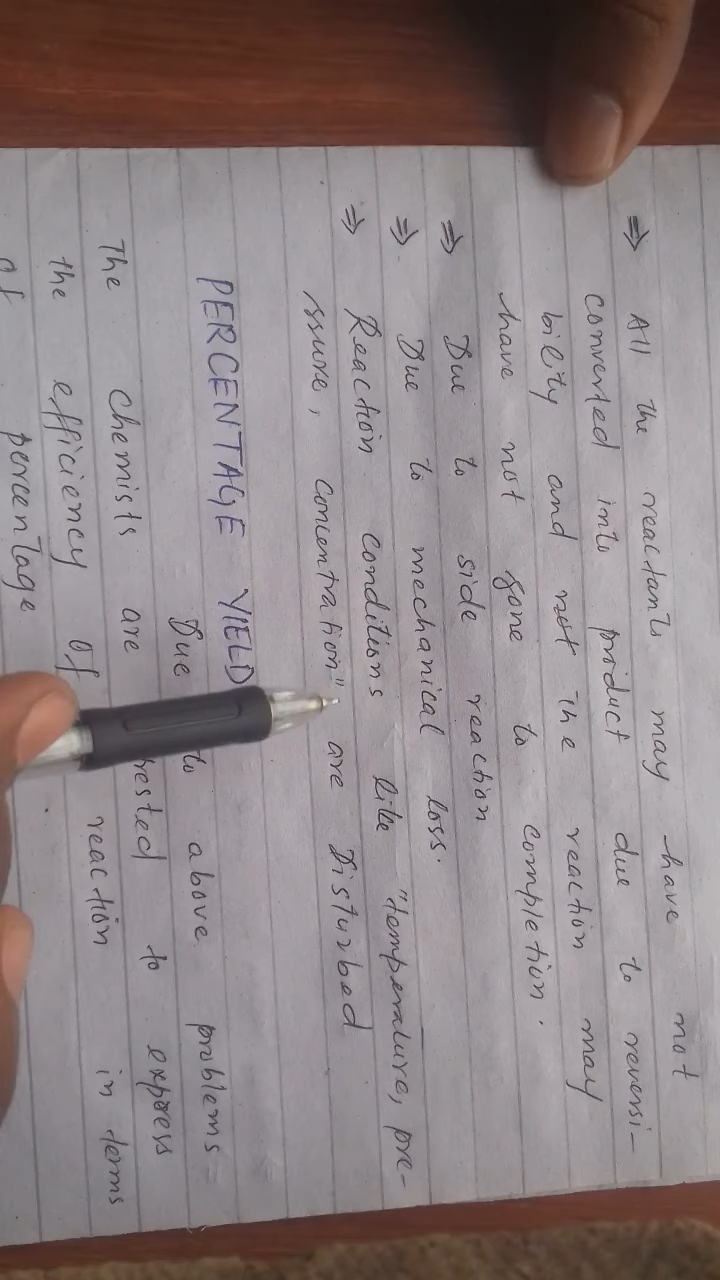 ⇒ All the reactants may have not
converted into product due to reversi-
bility and not the reaction may
have not gone to completion.
⇒ Due to side reaction
⇒ Due to mechanical loss.
⇒ Reaction conditions like "temperature, pre-
ssure, concentration" are Disturbed
PERCENTAGE YIELD
Due to above problems
The chemists are rested to express
the efficiency of reaction in terms
of percentage